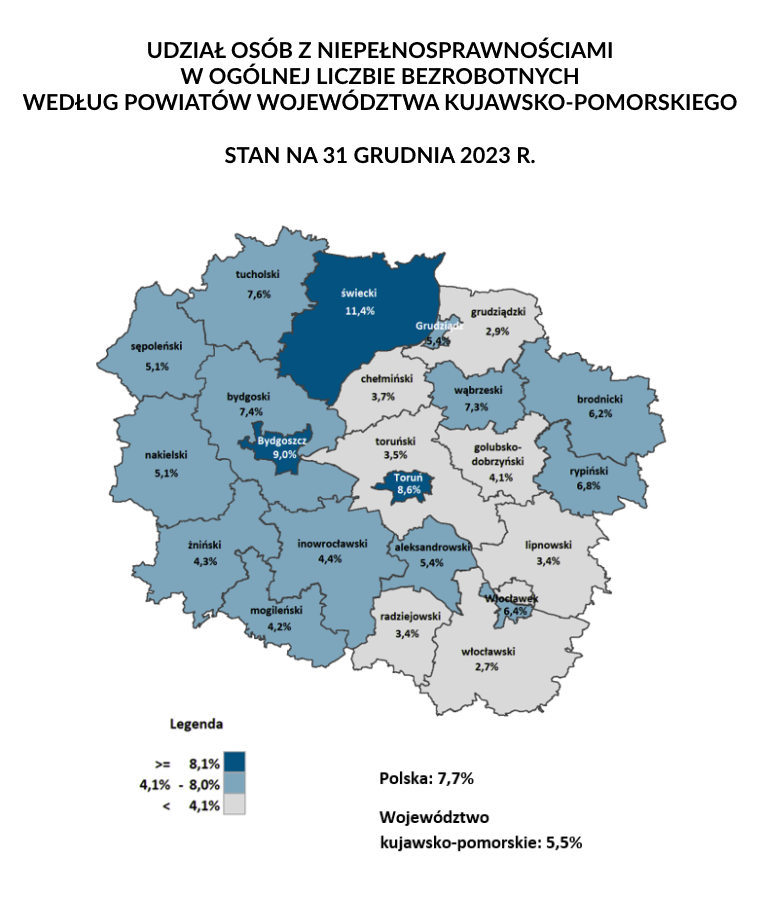 UDZIAŁ OSÓB Z NIEPEŁNOSPRAWNOŚCIAMI
W OGÓLNEJ LICZBIE BEZROBOTNYCH
WEDŁUG POWIATÓW WOJEWÓDZTWA KUJAWSKO-POMORSKIEGO
STAN NA 31 GRUDNIA 2023 R.
tucholski
7,6%
świecki
11,4%
grudziądzki
2,9%
Grudziądz
5,4%
sępoleński
5,1%
chełmiński
3,7%
wąbrzeski
7,3%
brodnicki
6,2%
bydgoski
7,4%
Bydgoszcz
9,0%
toruński
3,5%
golubsko-
dobrzyński
4,1%
nakielski
5,1%
rypiński
6,8%
Toruń
8,6%
żniński
4,3%
inowrocławski
4,4%
aleksandrowski
5,4%
lipnowski
3,4%
mogileński
4,2%
radziejowski
3,4%
Włocławek
6,4%
włocławski
2,7%
Legenda
>= 8,1%
4,1% - 8,0%
< 4,1%
Polska: 7,7%
Województwo
kujawsko-pomorskie: 5,5%